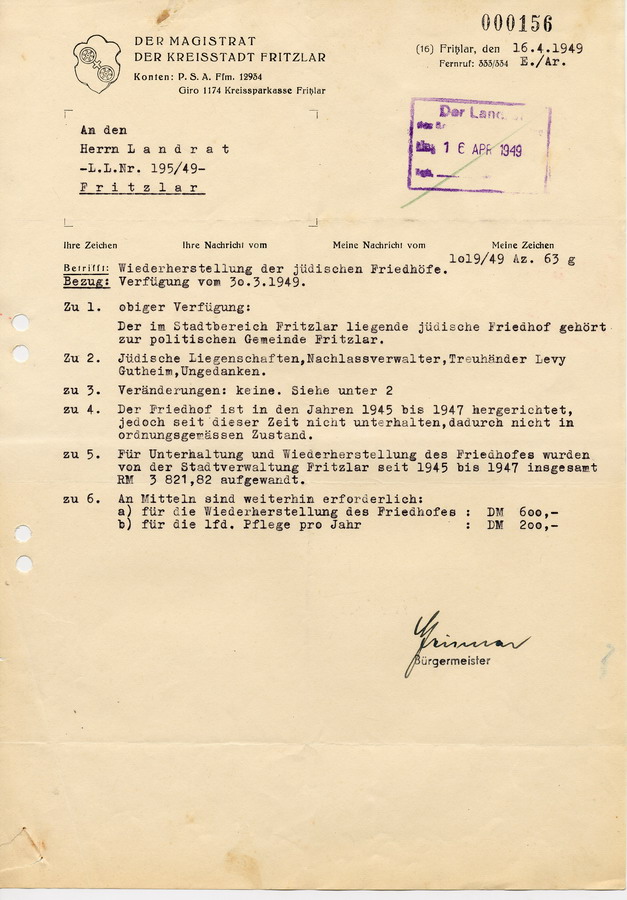 000156
DER MAGISTRAT
DER KREISSTADT FRITZLAR
Konten: P. S. A. Ffm. 12934
Giro 1174 Kreissparkasse Fritzlar
(16) Fritzlar, den 16.4.1949
Fernruf: 333/334 E./Ar.
Der Land
16 APR 1949
An den
Herrn L a n d r a t
-L.L.Nr. 195/49-
F r i t z l a r
Ihre Zeichen Ihre Nachricht vom Meine Nachricht vom Meine Zeichen
1o19/49 Az. 63 g
Betrifft: Wiederherstellung der jüdischen Friedhöfe.
Bezug: Verfügung vom 3o.3.1949.
Zu 1. obiger Verfügung:
Der im Stadtbereich Fritzlar liegende jüdische Friedhof gehört
zur politischen Gemeinde Fritzlar.
Zu 2. Jüdische Liegenschaften,Nachlassverwalter,Treuhänder Levy
Gutheim,Ungedanken.
zu 3. Veränderungen: keine. Siehe unter 2
zu 4. Der Friedhof ist in den Jahren 1945 bis 1947 hergerichtet,
jedoch seit dieser Zeit nicht unterhalten,dadurch nicht in
ordnungsgemässen Zustand.
zu 5. Für Unterhaltung und Wiederherstellung des Friedhofes wurden
von der Stadtverwaltung Fritzlar seit 1945 bis 1947 insgesamt
RM 3 821,82 aufgewandt.
zu 6. An Mitteln sind weiterhin erforderlich:
a) für die Wiederherstellung des Friedhofes : DM 6oo,-
b) für die lfd. Pflege pro Jahr : DM 2oo,-
Bürgermeister